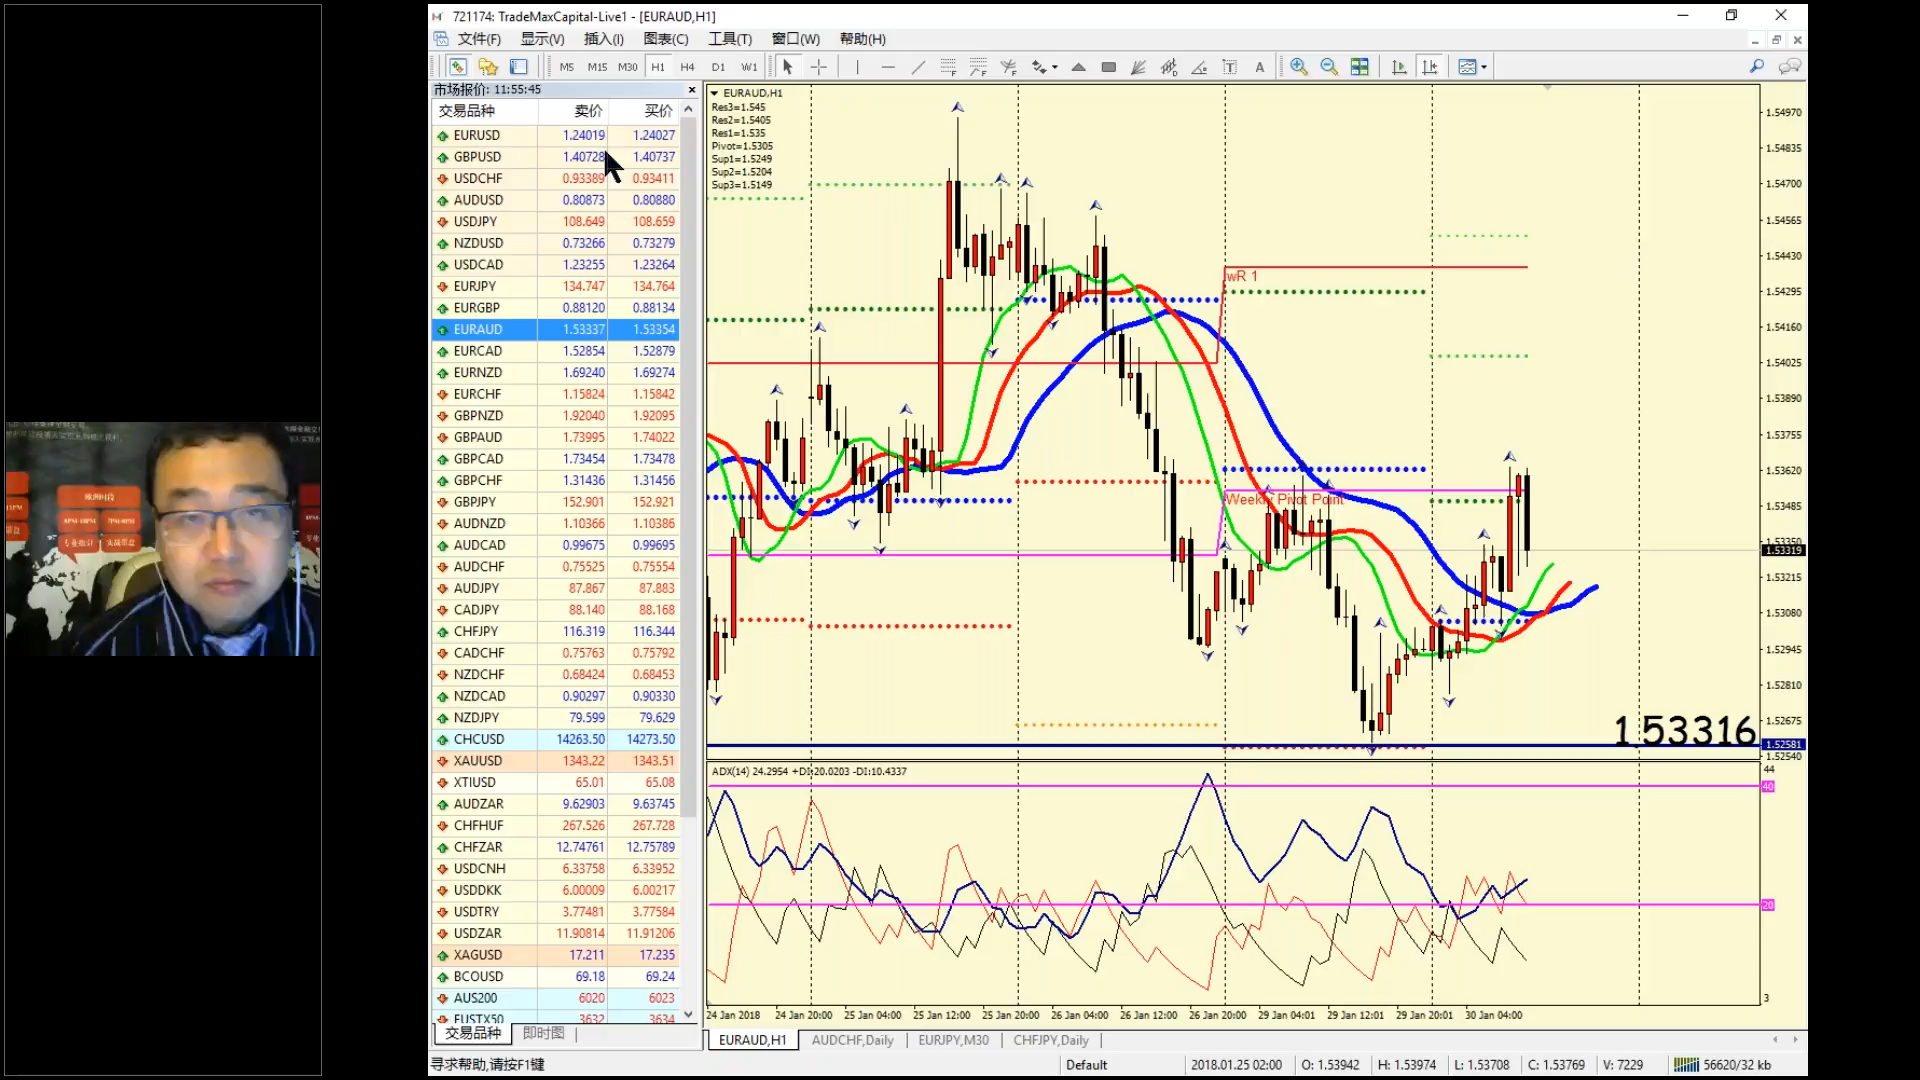 721174: TradeMaxCapital-Live1 - [EURAUD,H1]
文件(F) 显示(V) 插入(I) 图表(C) 工具(T) 窗口(W) 帮助(H)
M5 M15 M30 H1 H4 D1 W1
市场报价: 11:55:45
交易品种 卖价 买价
EURUSD 1.24019 1.24027
GBPUSD 1.40728 1.40737
USDCHF 0.93389 0.93411
AUDUSD 0.80873 0.80880
USDJPY 108.649 108.659
NZDUSD 0.73266 0.73279
USDCAD 1.23255 1.23264
EURJPY 134.747 134.764
EURGBP 0.88120 0.88134
EURAUD 1.53337 1.53354
EURCAD 1.52854 1.52879
EURNZD 1.69240 1.69274
EURCHF 1.15824 1.15842
GBPNZD 1.92040 1.92095
GBPAUD 1.73995 1.74022
GBPCAD 1.73454 1.73478
GBPCHF 1.31436 1.31456
GBPJPY 152.901 152.921
AUDNZD 1.10366 1.10386
AUDCAD 0.99675 0.99695
AUDCHF 0.75525 0.75554
AUDJPY 87.867 87.883
CADJPY 88.140 88.168
CHFJPY 116.319 116.344
CADCHF 0.75763 0.75792
NZDCHF 0.68424 0.68453
NZDCAD 0.90297 0.90330
NZDJPY 79.599 79.629
CHCUSD 14263.50 14273.50
XAUUSD 1343.22 1343.51
XTIUSD 65.01 65.08
AUDZAR 9.62903 9.63745
CHFHUF 267.526 267.728
CHFZAR 12.74761 12.75789
USDCNH 6.33758 6.33952
USDDKK 6.00009 6.00217
USDTRY 3.77481 3.77584
USDZAR 11.90814 11.91206
XAGUSD 17.211 17.235
BCOUSD 69.18 69.24
AUS200 6020 6023
EUSTX50 3632 3634
交易品种 即时图
EURAUD,H1
Res3=1.545
Res2=1.5405
Res1=1.535
Pivot=1.5305
Sup1=1.5249
Sup2=1.5204
Sup3=1.5149
wR 1
Weekly Pivot Point
1.53316
1.54970
1.54835
1.54700
1.54565
1.54430
1.54295
1.54160
1.54025
1.53890
1.53755
1.53620
1.53485
1.53350
1.53319
1.53215
1.53080
1.52945
1.52810
1.52675
1.52581
1.52540
ADX(14) 24.2954 +DI:20.0203 -DI:10.4337
44
40
20
3
24 Jan 2018 24 Jan 20:00 25 Jan 04:00 25 Jan 12:00 25 Jan 20:00 26 Jan 04:00 26 Jan 12:00 26 Jan 20:00 29 Jan 04:01 29 Jan 12:01 29 Jan 20:01 30 Jan 04:00
EURAUD,H1 AUDCHF,Daily EURJPY,M30 CHFJPY,Daily
寻求帮助,请按F1键 Default 2018.01.25 02:00 O: 1.53942 H: 1.53974 L: 1.53708 C: 1.53769 V: 7229 56620/32 kb
欧洲时段
专业统计 实战草盘